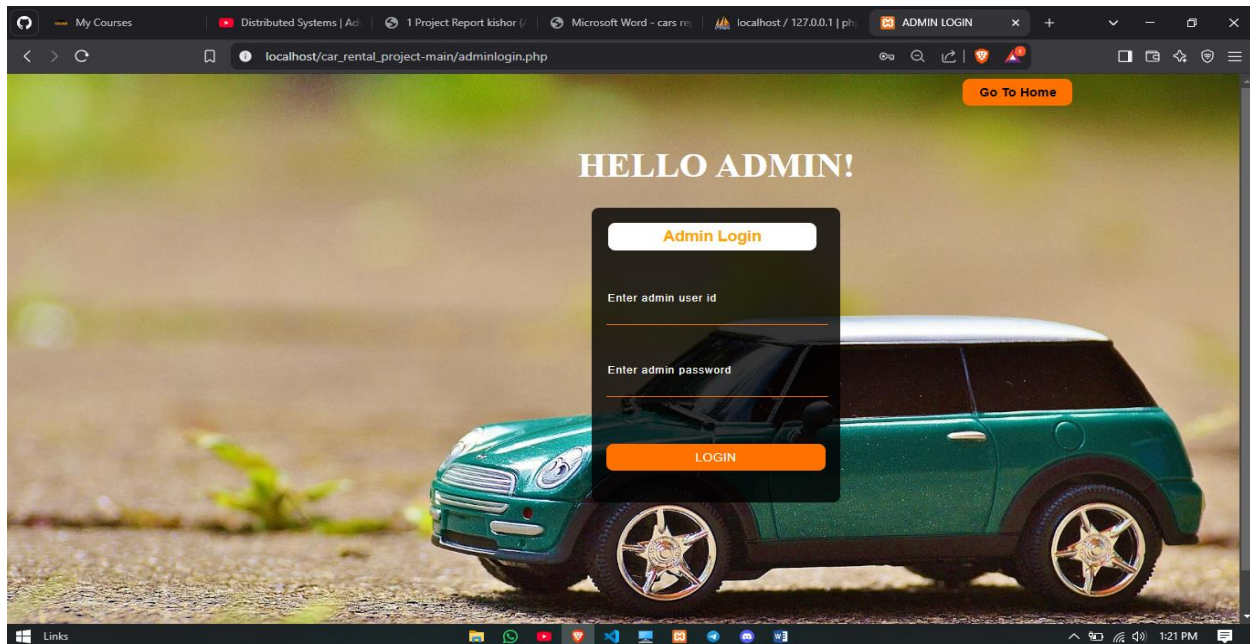 My Courses
Distributed Systems | Ad
1 Project Report kishor (
Microsoft Word - cars re
localhost / 127.0.0.1 | ph
ADMIN LOGIN
localhost/car_rental_project-main/adminlogin.php
Go To Home
HELLO ADMIN!
Admin Login
Enter admin user id
Enter admin password
LOGIN
Links
1:21 PM